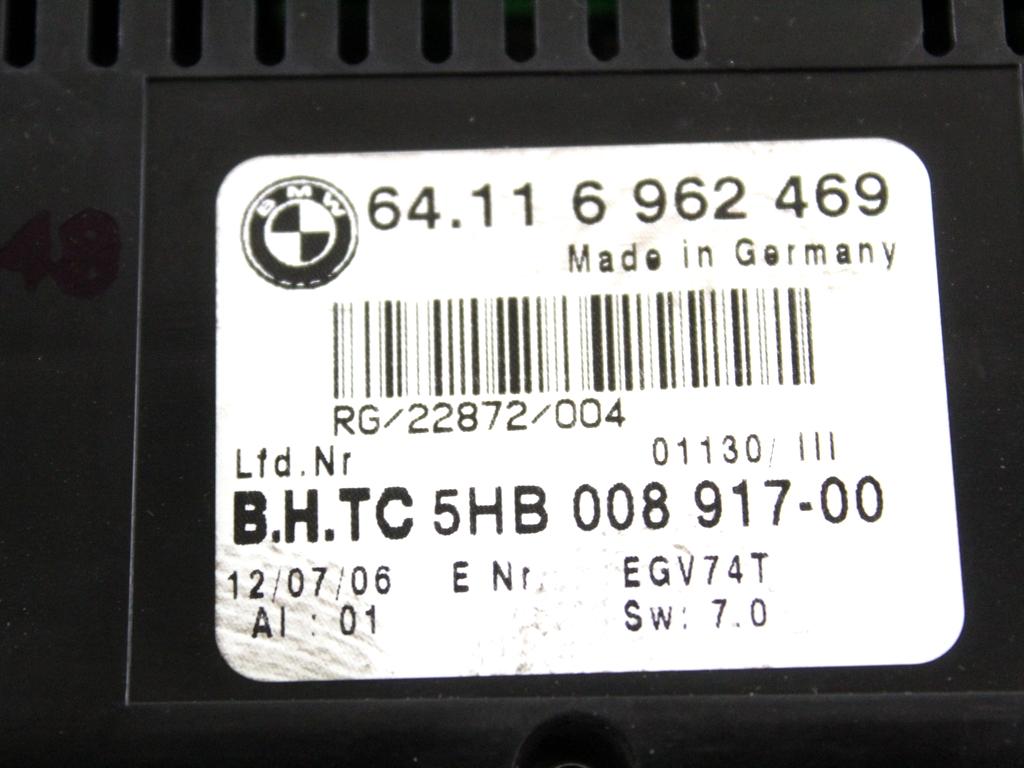 BMW
64.11 6 962 469
Made in Germany
RG/22872/004
Lfd.Nr 01130/ III
B.H.TC 5HB 008 917-00
12/07/06 E Nr. EGV74T
AI : 01 Sw: 7.0
18